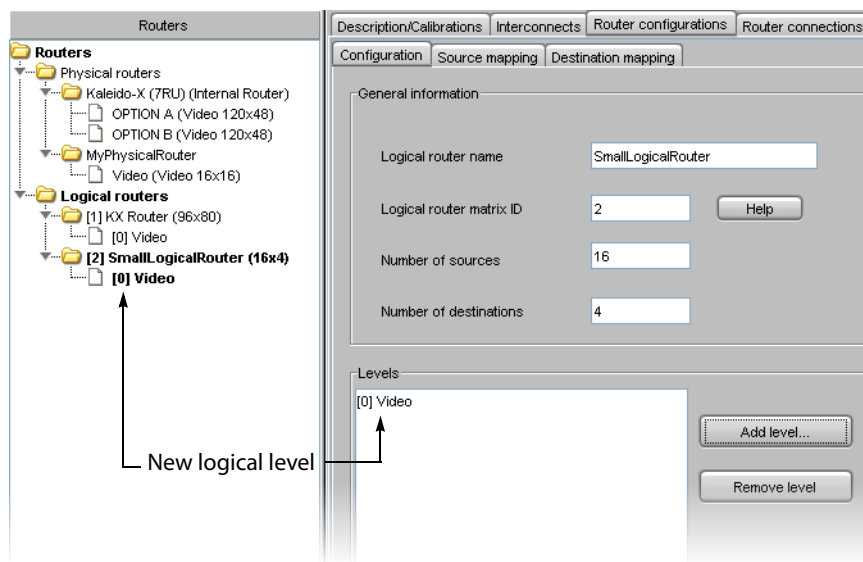 Routers
Routers
Physical routers
Kaleido-X (7RU) (Internal Router)
OPTION A (Video 120x48)
OPTION B (Video 120x48)
MyPhysicalRouter
Video (Video 16x16)
Logical routers
[1] KX Router (96x80)
[0] Video
[2] SmallLogicalRouter (16x4)
[0] Video
New logical level
Description/Calibrations Interconnects Router configurations Router connections
Configuration Source mapping Destination mapping
General information
Logical router name SmallLogicalRouter
Logical router matrix ID 2 Help
Number of sources 16
Number of destinations 4
Levels
[0] Video
Add level...
Remove level